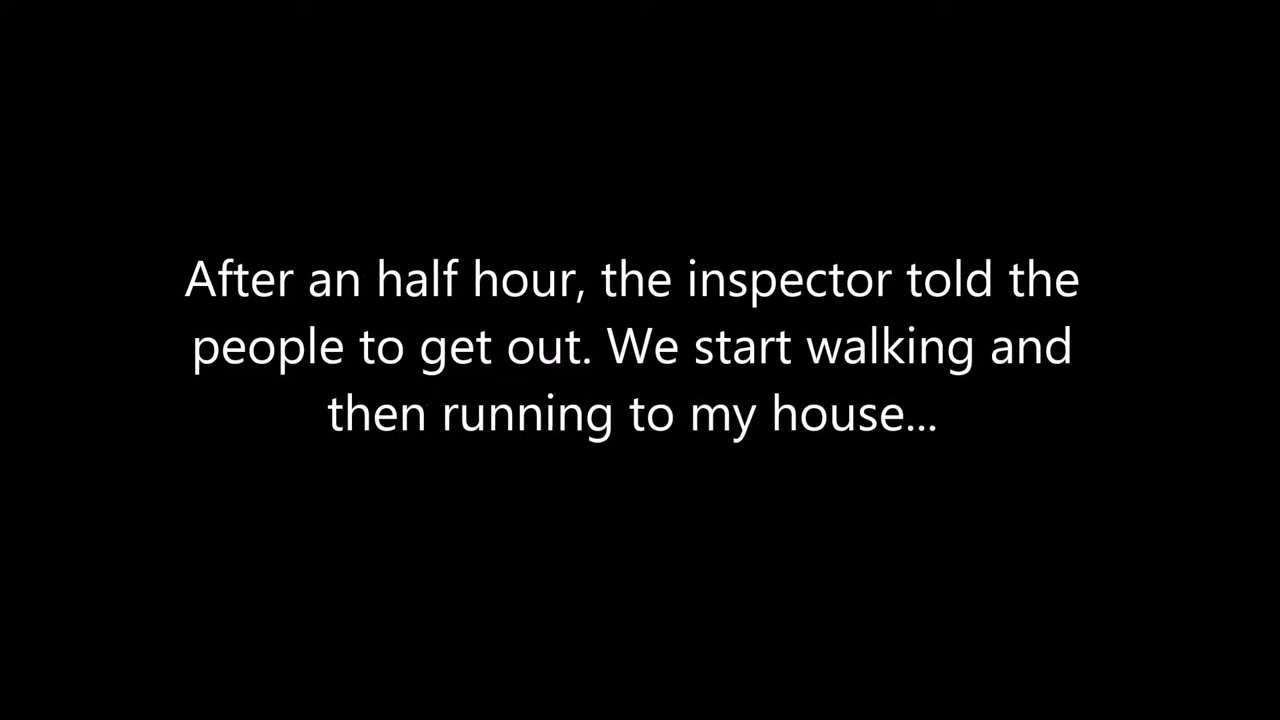 After an half hour, the inspector told the
people to get out. We start walking and
then running to my house...